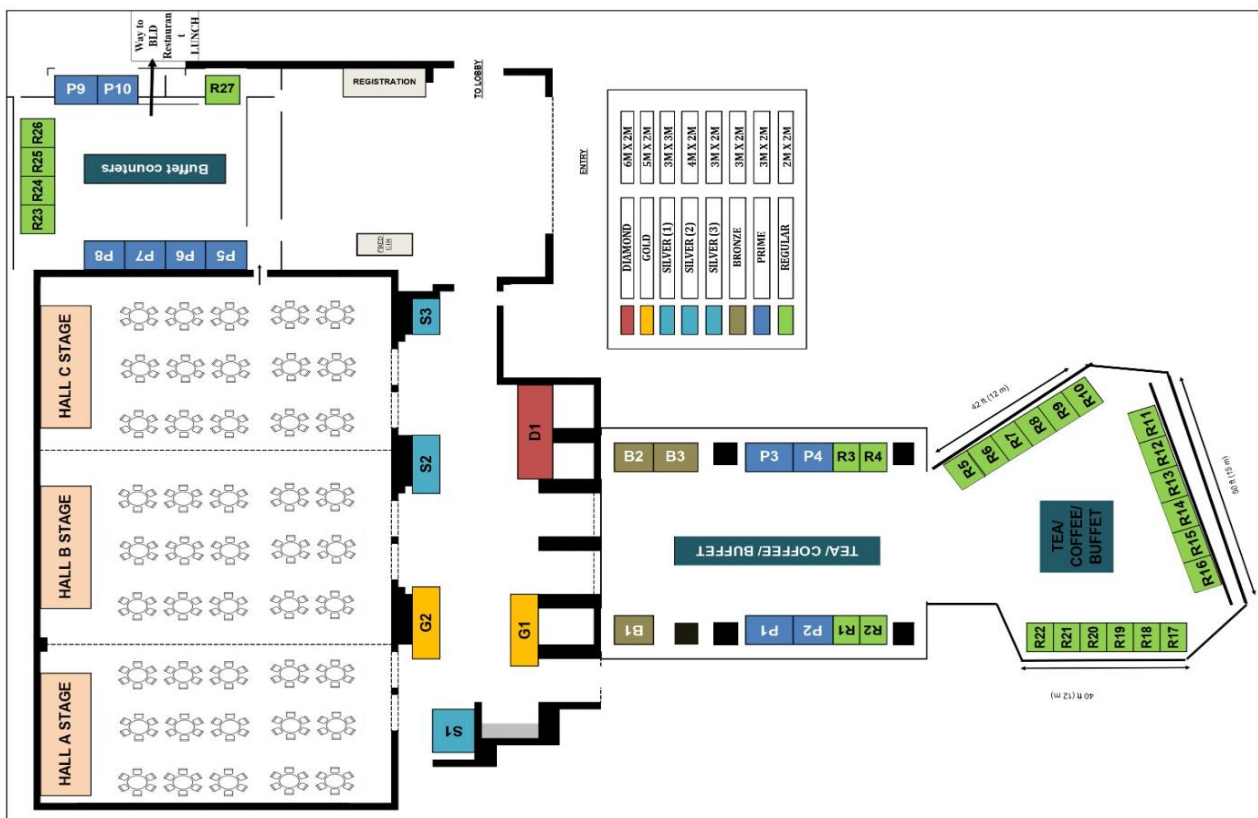 Way to
BLD
Restauran
t
LUNCH
P9
P10
R27
REGISTRATION
TO LOBBY
ENTRY
R26
R25
R24
R23
Buffet counters
P8
P7
P6
P5
DIAMOND 6M X 2M
GOLD 5M X 2M
SILVER (1) 3M X 3M
SILVER (2) 4M X 2M
SILVER (3) 3M X 2M
BRONZE 3M X 2M
PRIME 3M X 2M
REGULAR 2M X 2M
HALL C STAGE
HALL B STAGE
HALL A STAGE
S3
S2
G2
S1
D1
G1
B2
B3
P3
P4
R3
R4
TEA/ COFFEE/ BUFFET
B1
P1
P2
R1
R2
42 ft (12 m)
R5
R6
R7
R8
R9
R10
R11
R12
R13
R14
R15
R16
50 ft (15 m)
TEA/
COFFEE/
BUFFET
R22
R21
R20
R19
R18
R17
40 ft (12 m)